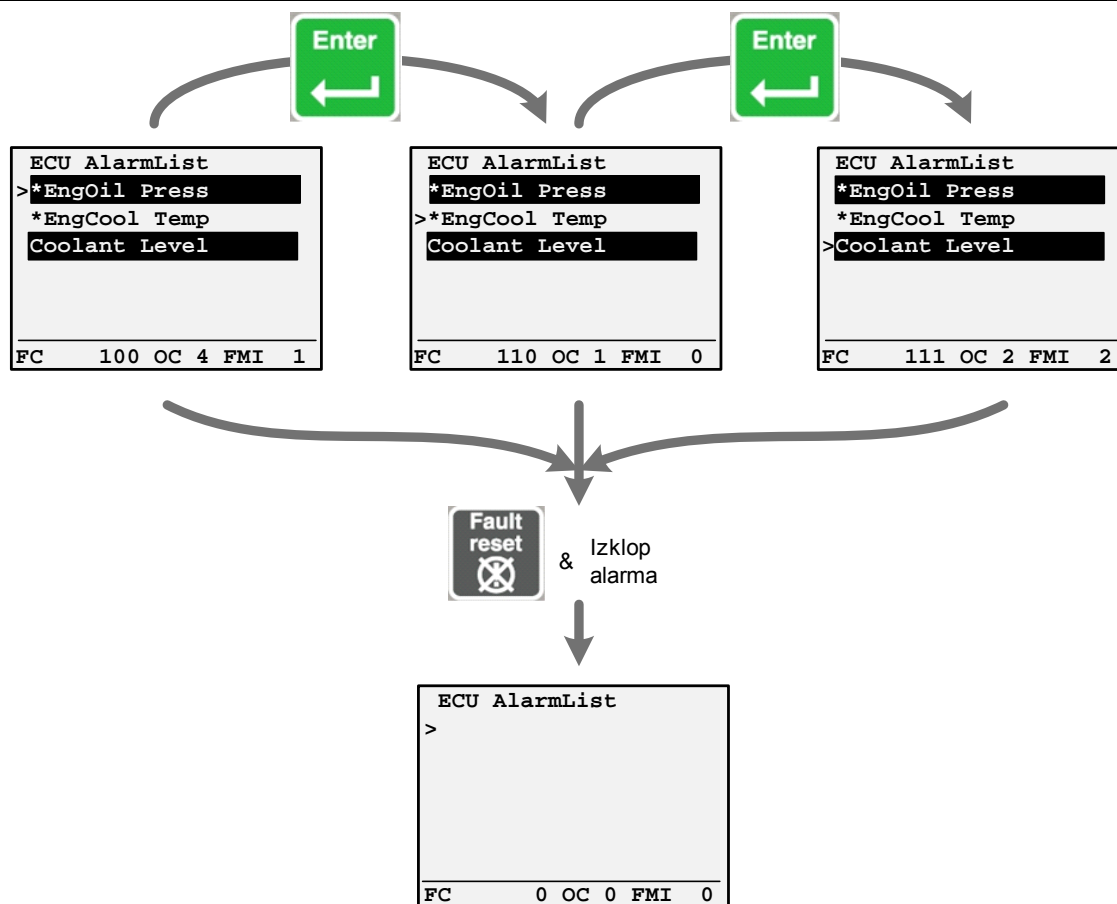 Enter
Enter
ECU AlarmList
>*EngOil Press
*EngCool Temp
Coolant Level
FC 100 OC 4 FMI 1
ECU AlarmList
*EngOil Press
>*EngCool Temp
Coolant Level
FC 110 OC 1 FMI 0
ECU AlarmList
*EngOil Press
*EngCool Temp
>Coolant Level
FC 111 OC 2 FMI 2
Fault
reset
& Izklop
alarma
ECU AlarmList
>
FC 0 OC 0 FMI 0